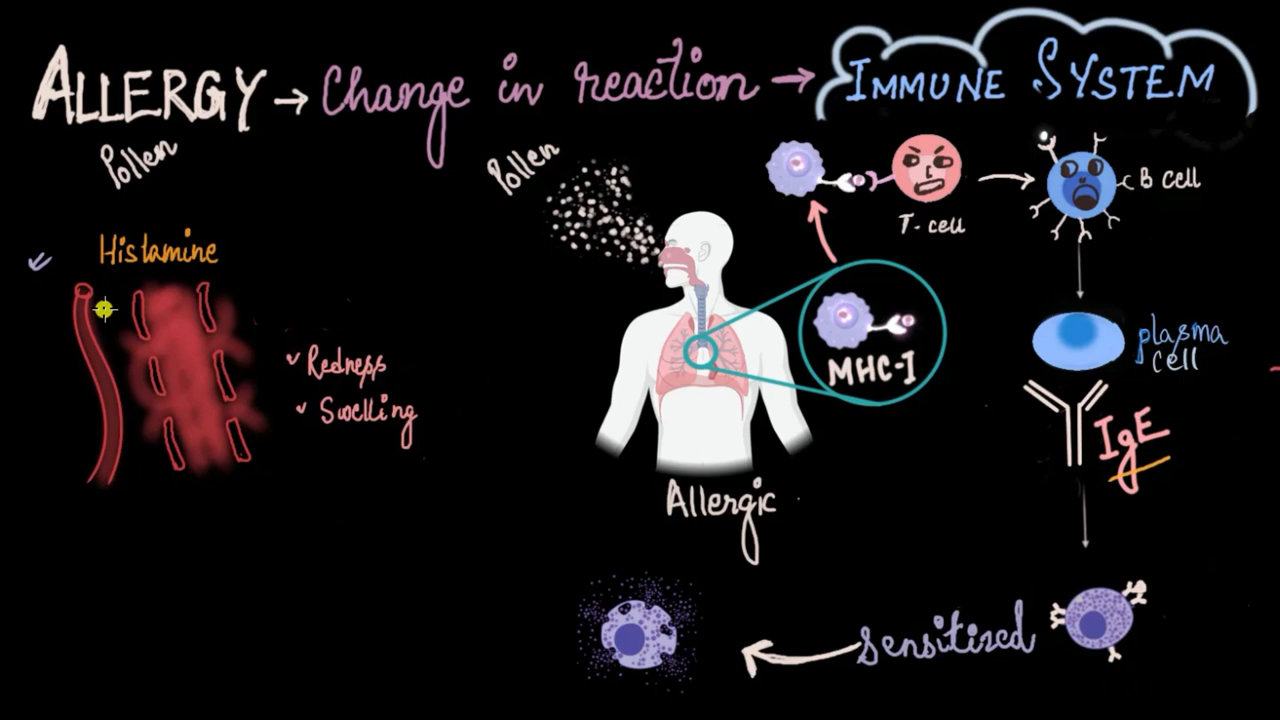 ALLERGY → Change in reaction → IMMUNE SYSTEM
Pollen
Pollen
T-cell
B cell
Histamine
MHC-I
plasma
cell
Redness
Swelling
IgE
Allergic
Sensitized